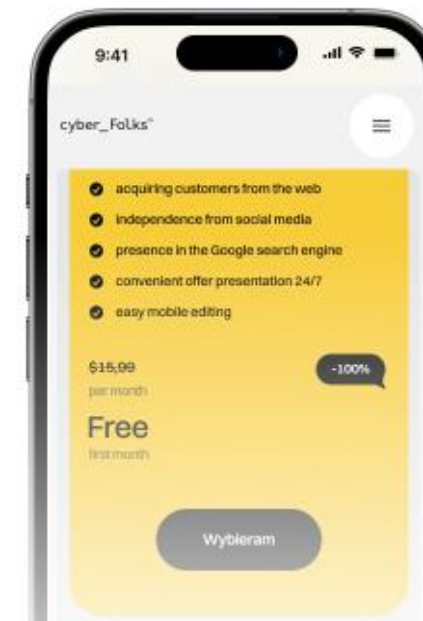 9:41
cyber_Folks™
acquiring customers from the web
independence from social media
presence in the Google search engine
convenient offer presentation 24/7
easy mobile editing
$15,99
-100%
per month
Free
first month
Wybieram